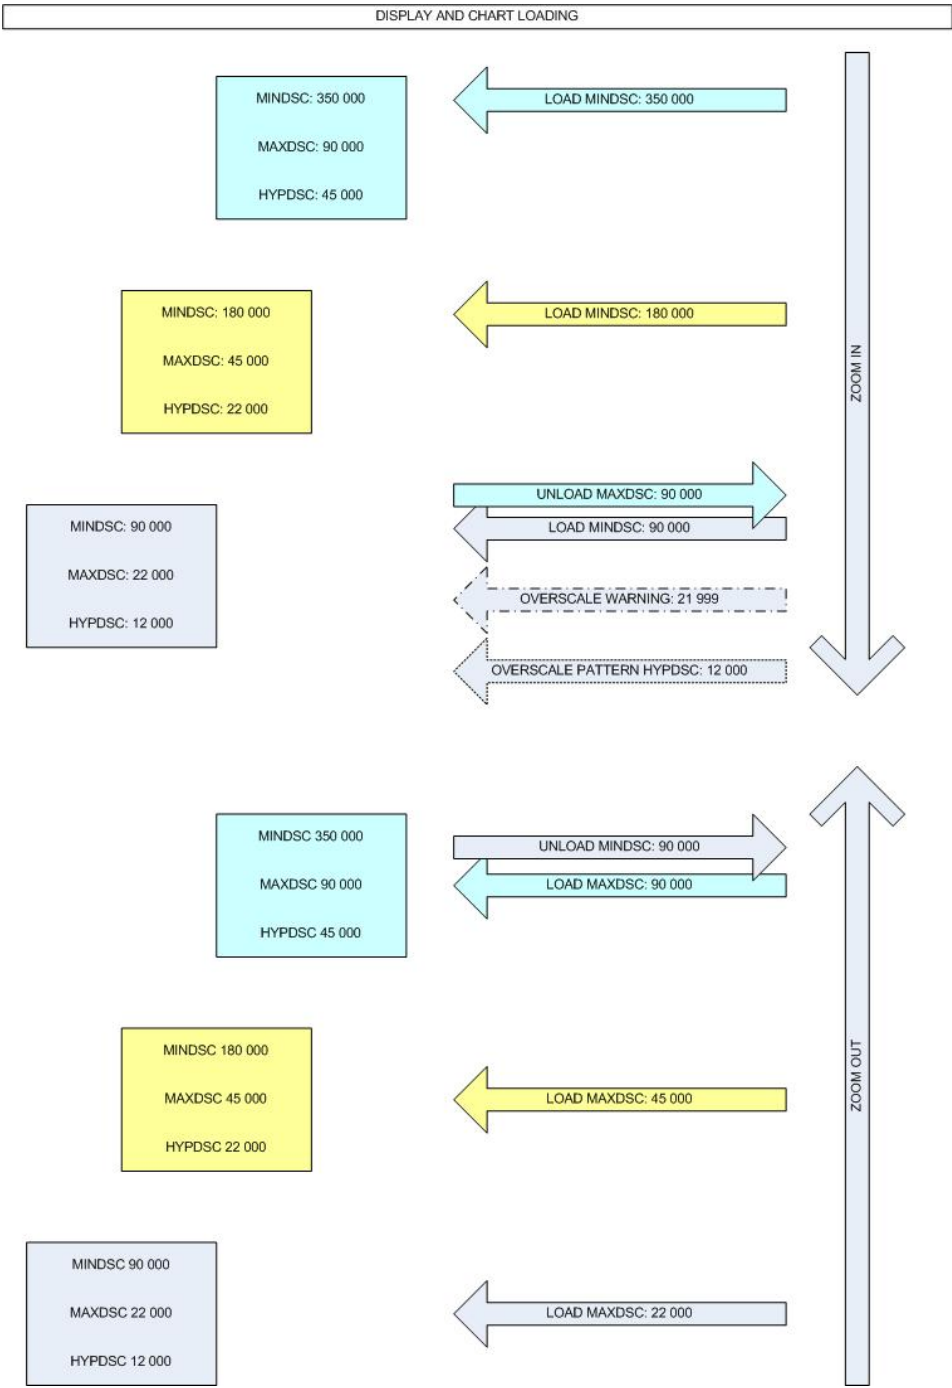 DISPLAY AND CHART LOADING
MINDSC: 350 000
MAXDSC: 90 000
HYPDSC: 45 000
LOAD MINDSC: 350 000
MINDSC: 180 000
MAXDSC: 45 000
HYPDSC: 22 000
LOAD MINDSC: 180 000
ZOOM IN
MINDSC: 90 000
MAXDSC: 22 000
HYPDSC: 12 000
UNLOAD MAXDSC: 90 000
LOAD MINDSC: 90 000
OVERSCALE WARNING: 21 999
OVERSCALE PATTERN HYPDSC: 12 000
MINDSC 350 000
MAXDSC 90 000
HYPDSC 45 000
UNLOAD MINDSC: 90 000
LOAD MAXDSC: 90 000
MINDSC 180 000
MAXDSC 45 000
HYPDSC 22 000
LOAD MAXDSC: 45 000
ZOOM OUT
MINDSC 90 000
MAXDSC 22 000
HYPDSC 12 000
LOAD MAXDSC: 22 000